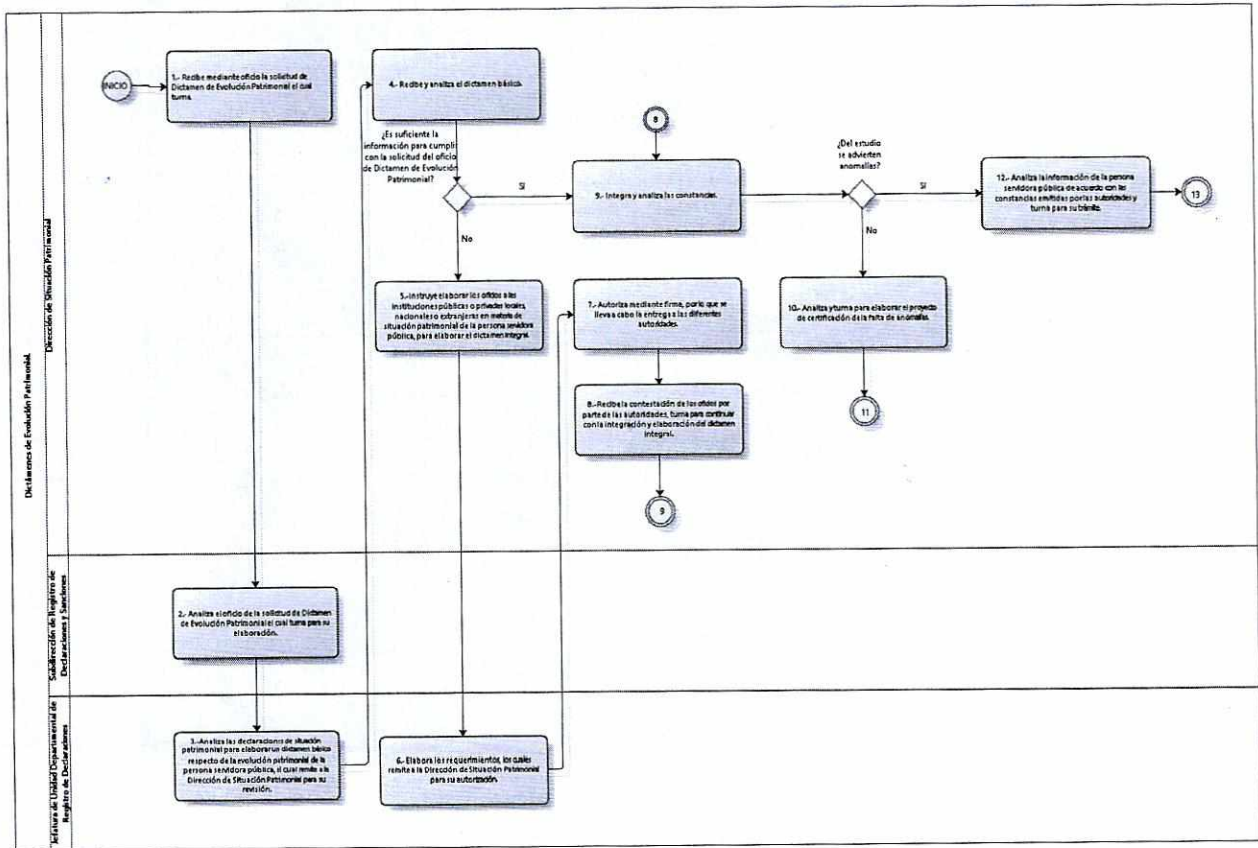 Dictámenes de Evolución Patrimonial
Dirección de Situación Patrimonial
INICIO
1.- Recibe mediante oficio la solicitud de
Dictamen de Evolución Patrimonial el cual
turna.
4.- Recibe y analiza el dictamen básico.
¿Es suficiente la
información para cumplir
con la solicitud del oficio
de Dictamen de Evolución
Patrimonial?
SI
No
8
9.- Integra y analiza las constancias.
¿Del estudio
se advierten
anomalías?
SI
No
12.- Analiza la información de la persona
servidora pública de acuerdo con las
constancias emitidas por las autoridades y
turna para su trámite.
13
5.-Instruye elaborar los oficios a las
instituciones públicas o privadas locales,
nacionales o extranjeras en materia de
situación patrimonial de la persona servidora
pública, para elaborar el dictamen integral.
7.- Autoriza mediante firma, por lo que se
lleva a cabo la entrega a las diferentes
autoridades.
10.- Analiza y turna para elaborar el proyecto
de certificación de la falta de anomalías.
11
8.-Recibe la contestación de los oficios por
parte de las autoridades, turna para continuar
con la integración y elaboración del dictamen
integral.
9
Subdirección de Registro de
Declaraciones y Sanciones
2.- Analiza el oficio de la solicitud de Dictamen
de Evolución Patrimonial el cual turna para su
elaboración.
Jefatura de Unidad Departamental de
Registro de Declaraciones
3.-Analiza las declaraciones de situación
patrimonial para elaborar un dictamen básico
respecto de la evolución patrimonial de la
persona servidora pública, el cual remite a la
Dirección de Situación Patrimonial para su
revisión.
6.- Elabora los requerimientos, los cuales
remite a la Dirección de Situación Patrimonial
para su autorización.